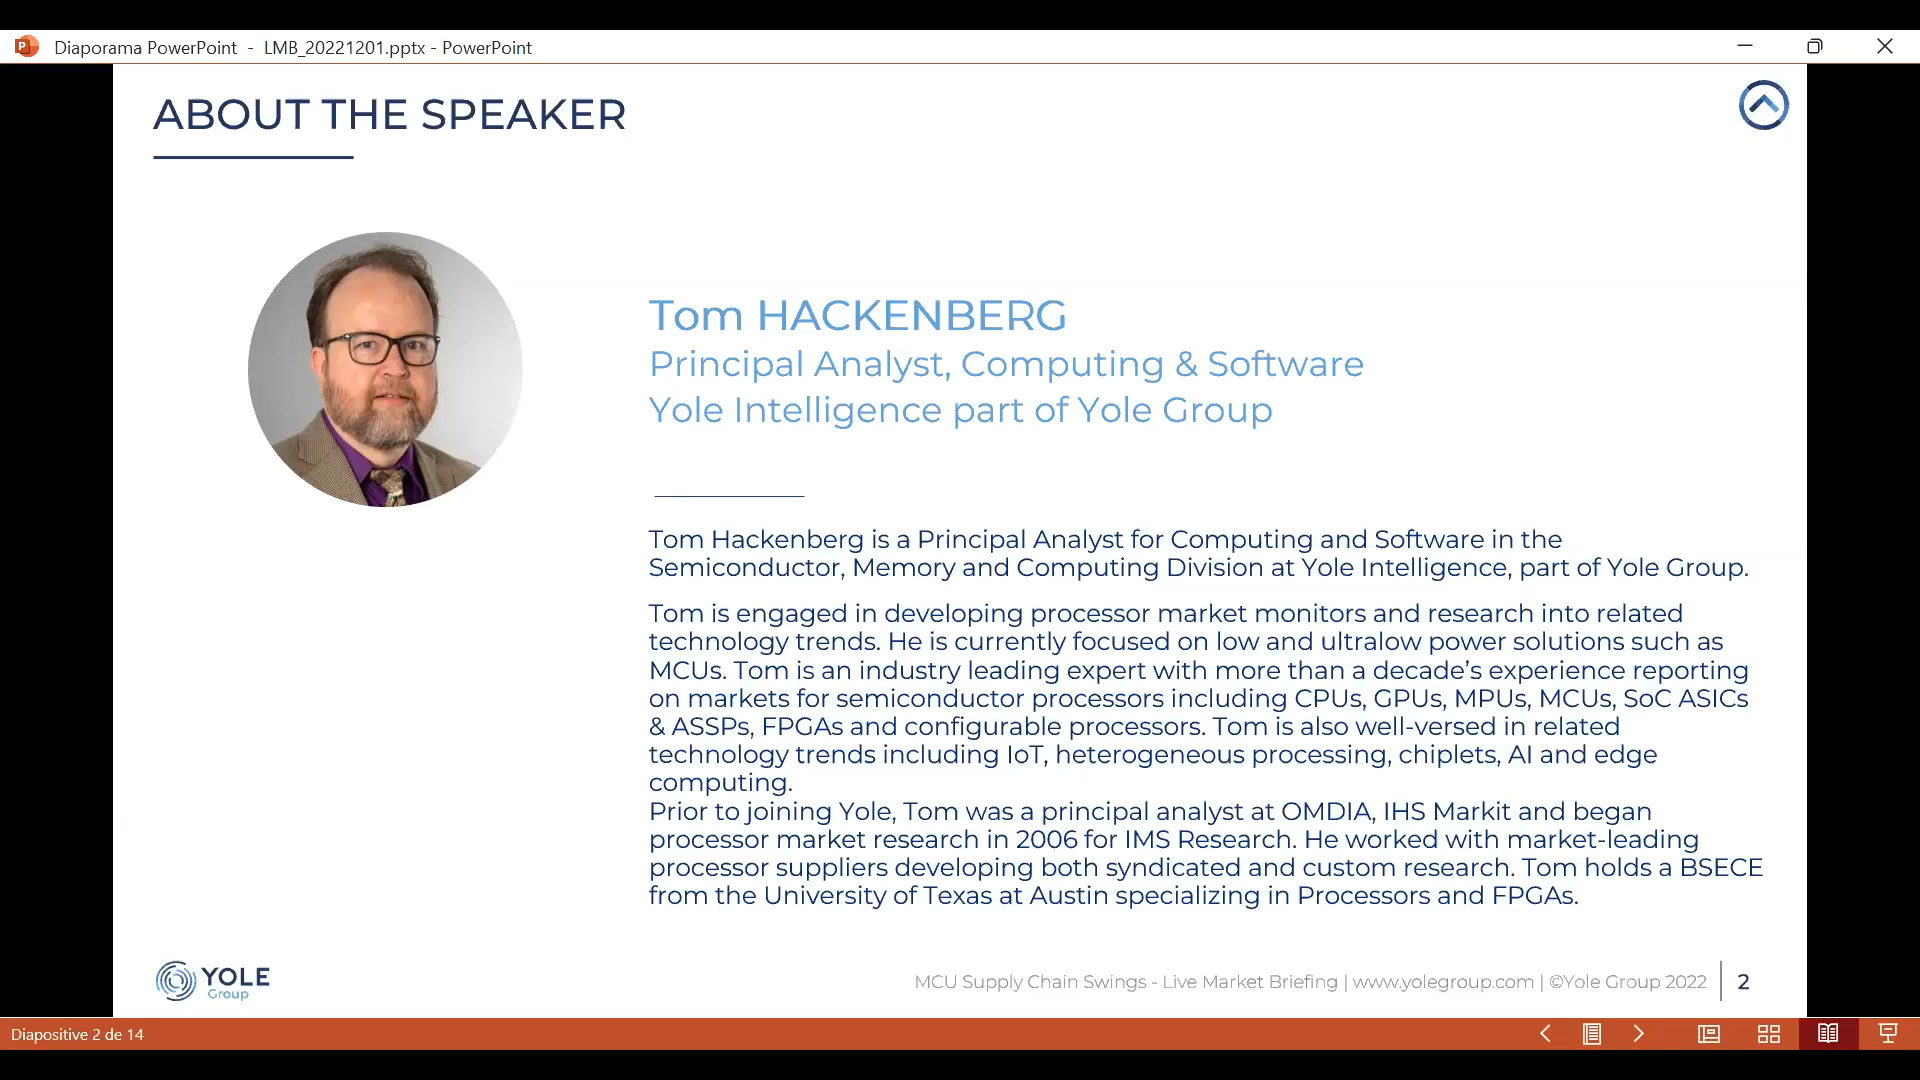 Diaporama PowerPoint - LMB_20221201.pptx - PowerPoint
ABOUT THE SPEAKER
Tom HACKENBERG
Principal Analyst, Computing & Software
Yole Intelligence part of Yole Group
Tom Hackenberg is a Principal Analyst for Computing and Software in the
Semiconductor, Memory and Computing Division at Yole Intelligence, part of Yole Group.
Tom is engaged in developing processor market monitors and research into related
technology trends. He is currently focused on low and ultralow power solutions such as
MCUs. Tom is an industry leading expert with more than a decade’s experience reporting
on markets for semiconductor processors including CPUs, GPUs, MPUs, MCUs, SoC ASICs
& ASSPs, FPGAs and configurable processors. Tom is also well-versed in related
technology trends including IoT, heterogeneous processing, chiplets, AI and edge
computing.
Prior to joining Yole, Tom was a principal analyst at OMDIA, IHS Markit and began
processor market research in 2006 for IMS Research. He worked with market-leading
processor suppliers developing both syndicated and custom research. Tom holds a BSECE
from the University of Texas at Austin specializing in Processors and FPGAs.
YOLE
Group
MCU Supply Chain Swings - Live Market Briefing | www.yolegroup.com | ©Yole Group 2022
2
Diapositive 2 de 14